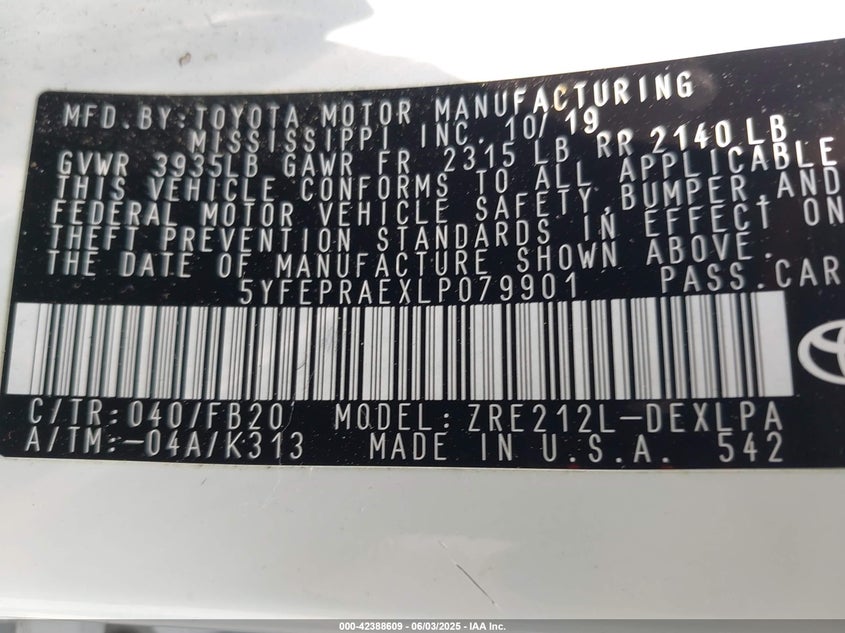 MFD. BY: TOYOTA MOTOR MANUFACTURING
MISSISSIPPI INC. 10/19
GVWR 3935LB GAWR FR 2315 LB RR 2140 LB
THIS VEHICLE CONFORMS TO ALL APPLICABLE
FEDERAL MOTOR VEHICLE SAFETY, BUMPER AND
THEFT PREVENTION STANDARDS IN EFFECT ON
THE DATE OF MANUFACTURE SHOWN ABOVE.
5YFEPRAEXLP079901 PASS. CAR
C/TR: 040/FB20 MODEL: ZRE212L-DEXLPA
A/TM: -04A/K313 MADE IN U.S.A. 542
000-42388609 - 06/03/2025 - IAA Inc.